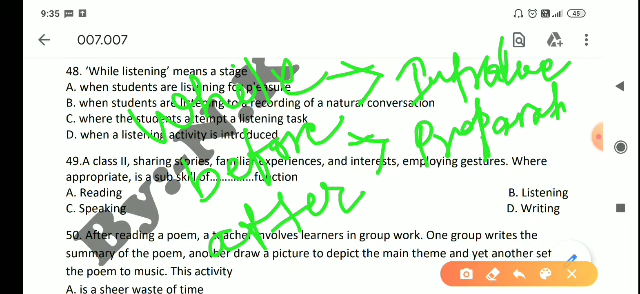 9:35
45
007.007
48. 'While listening' means a stage
A. when students are listening for pleasure
B. when students are listening to a recording of a natural conversation
C. where the students attempt a listening task
D. when a listening activity is introduced
While → Introduce
before → Preparati
after
49.A class II, sharing stories, familiar experiences, and interests, employing gestures. Where
appropriate, is a sub skill of..............function
A. Reading B. Listening
C. Speaking D. Writing
50. After reading a poem, a teacher involves learners in group work. One group writes the
summary of the poem, another draw a picture to depict the main theme and yet another set
the poem to music. This activity
A. is a sheer waste of time